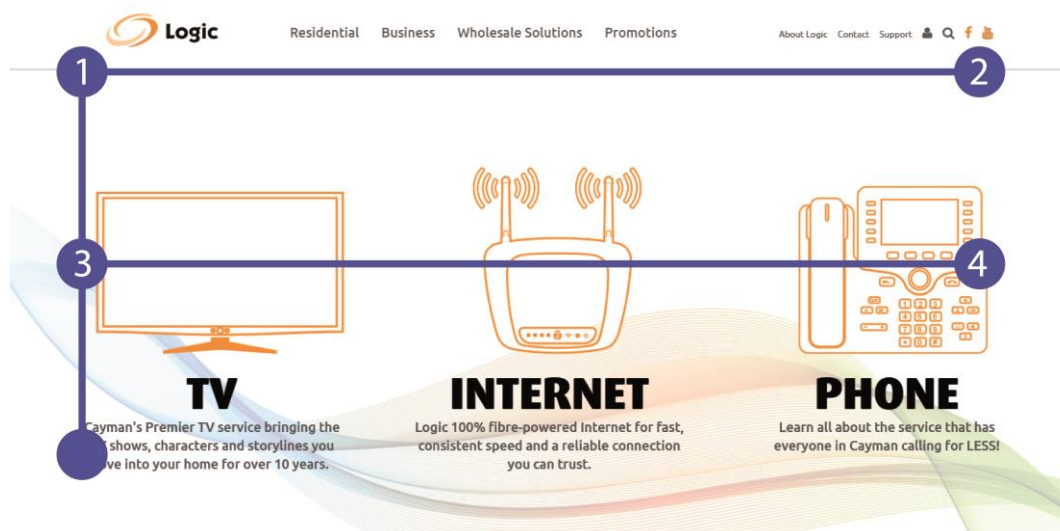 Logic
Residential Business Wholesale Solutions Promotions
About Logic Contact Support
1
2
3
4
TV
Cayman's Premier TV service bringing the
shows, characters and storylines you
into your home for over 10 years.
INTERNET
Logic 100% fibre-powered Internet for fast,
consistent speed and a reliable connection
you can trust.
PHONE
Learn all about the service that has
everyone in Cayman calling for LESS!